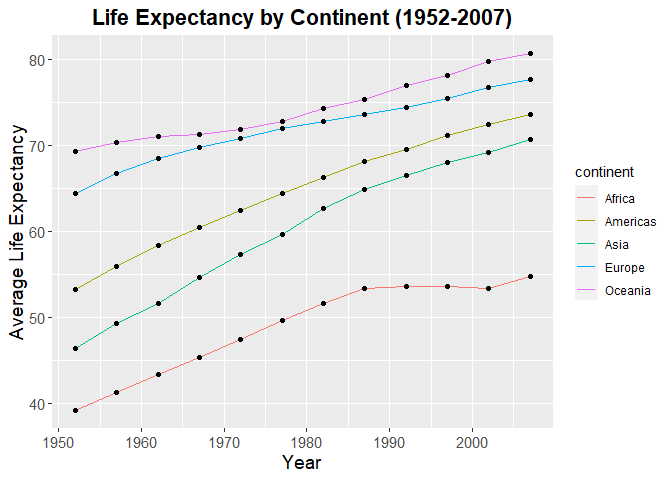 Life Expectancy by Continent (1952-2007)
80
70
60
50
40
Average Life Expectancy
1950 1960 1970 1980 1990 2000
Year
continent
Africa
Americas
Asia
Europe
Oceania